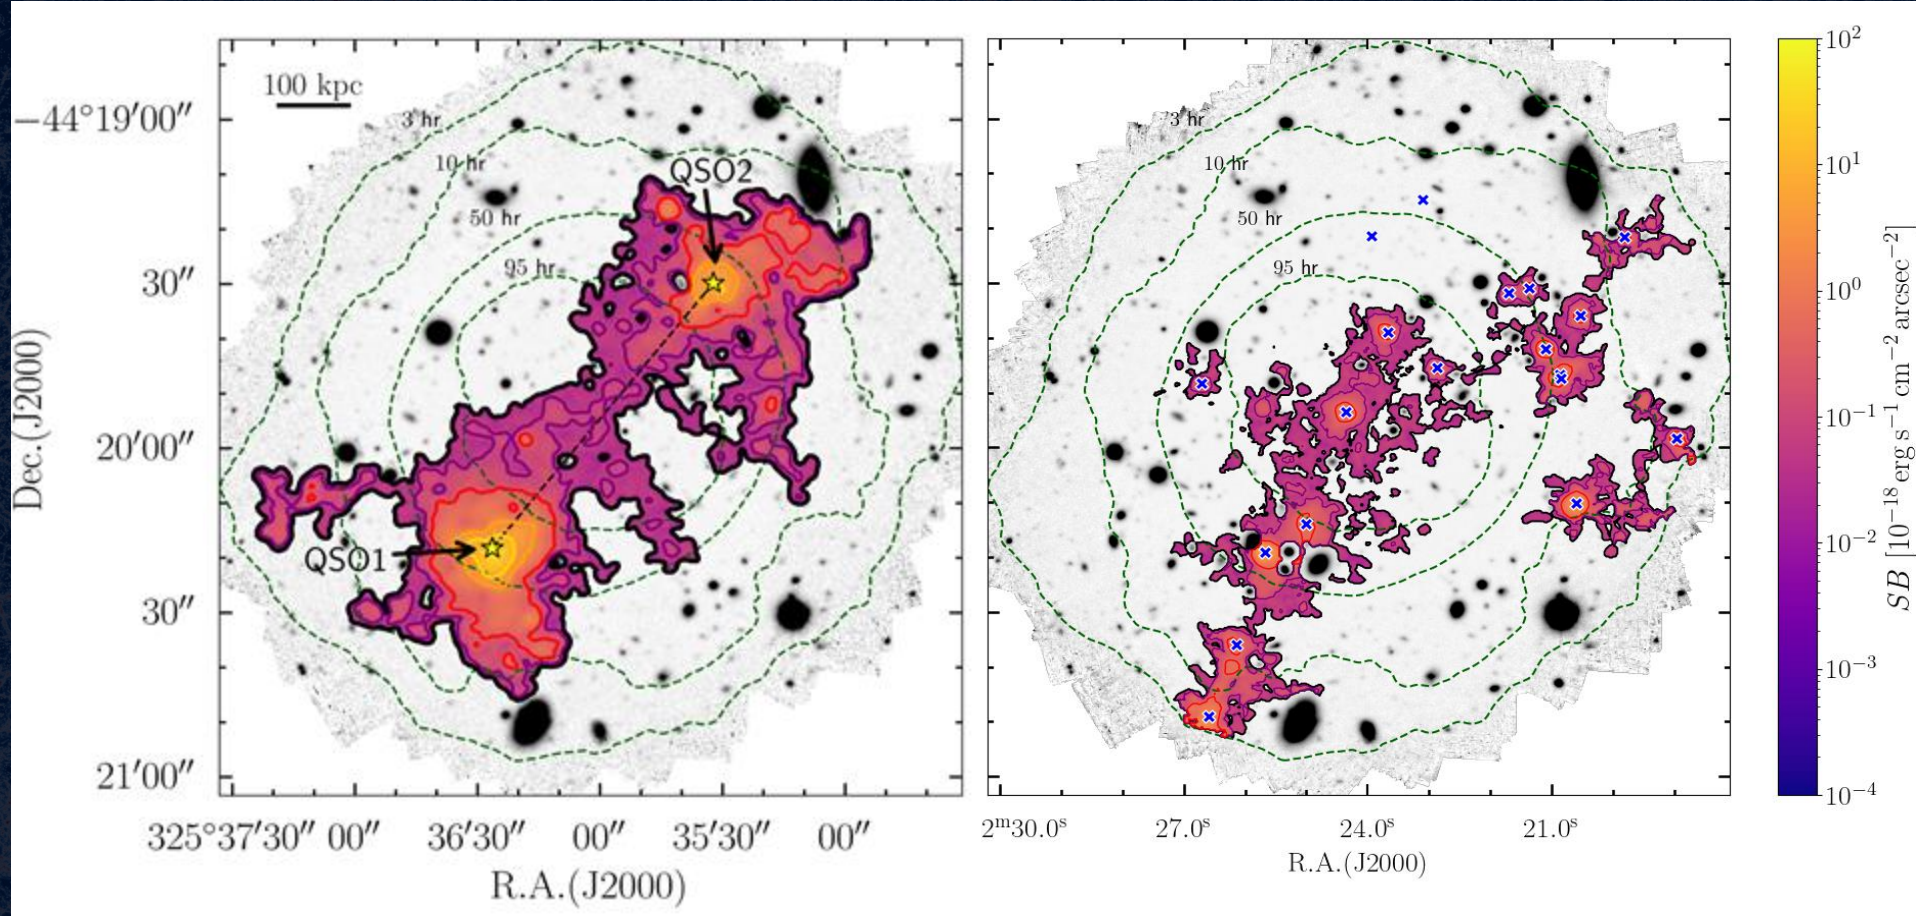 100 kpc
3 hr
10 hr
50 hr
95 hr
QSO2
QSO1
−44°19′00″
30″
20′00″
30″
21′00″
Dec.(J2000)
325°37′30″ 00″ 36′30″ 00″ 35′30″ 00″
R.A.(J2000)
3 hr
10 hr
50 hr
95 hr
2ᵐ30.0ˢ 27.0ˢ 24.0ˢ 21.0ˢ
R.A.(J2000)
10²
10¹
10⁰
10⁻¹
10⁻²
10⁻³
10⁻⁴
SB [10⁻¹⁸ erg s⁻¹ cm⁻² arcsec⁻²]